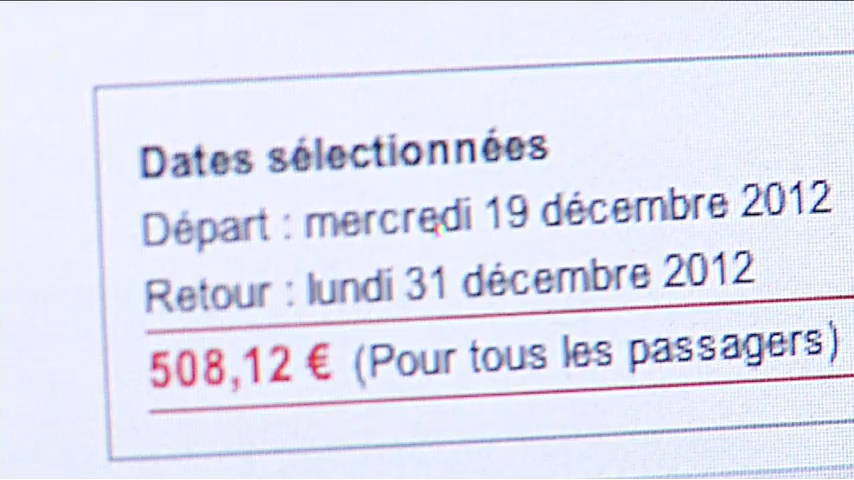 Dates sélectionnées
Départ : mercredi 19 décembre 2012
Retour : lundi 31 décembre 2012
508,12 € (Pour tous les passagers)